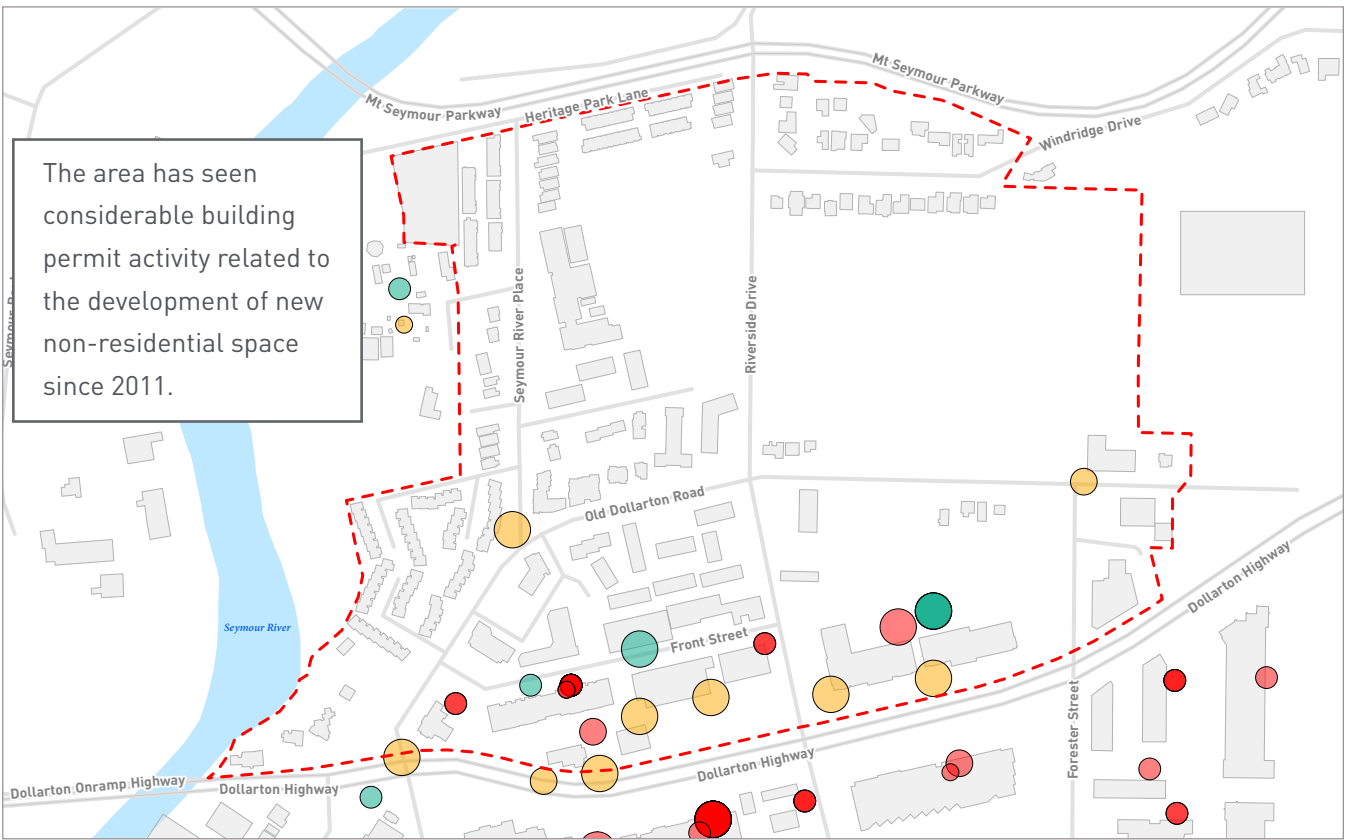 Mt Seymour Parkway
Mt Seymour Parkway
Heritage Park Lane
Windridge Drive
The area has seen
considerable building
permit activity related to
the development of new
non-residential space
since 2011.
Seymour River Place
Riverside Drive
Old Dollarton Road
Dollarton Highway
Seymour River
Front Street
Forester Street
Dollarton Highway
Dollarton Onramp Highway
Dollarton Highway